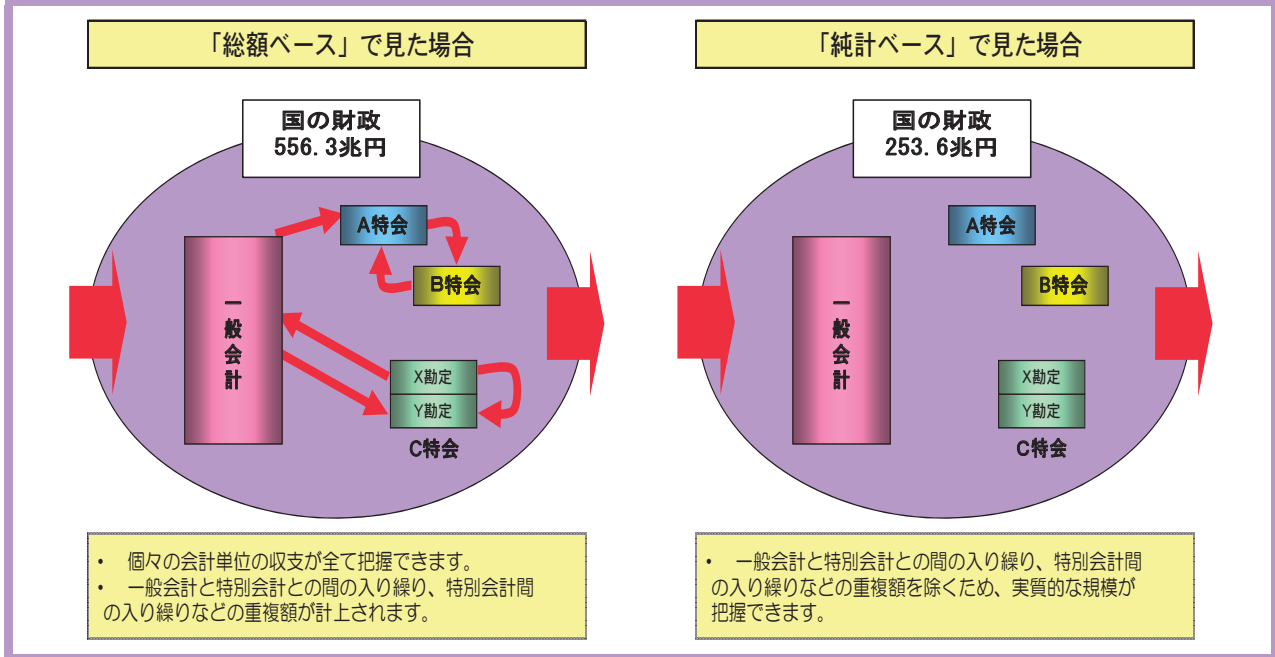 「総額ベース」で見た場合
国の財政
556.3兆円
A特会
B特会
一般会計
X勘定
Y勘定
C特会
・ 個々の会計単位の収支が全て把握できます。
・ 一般会計と特別会計との間の入り繰り、特別会計間
の入り繰りなどの重複額が計上されます。
「純計ベース」で見た場合
国の財政
253.6兆円
A特会
B特会
一般会計
X勘定
Y勘定
C特会
・ 一般会計と特別会計との間の入り繰り、特別会計間
の入り繰りなどの重複額を除くため、実質的な規模が
把握できます。